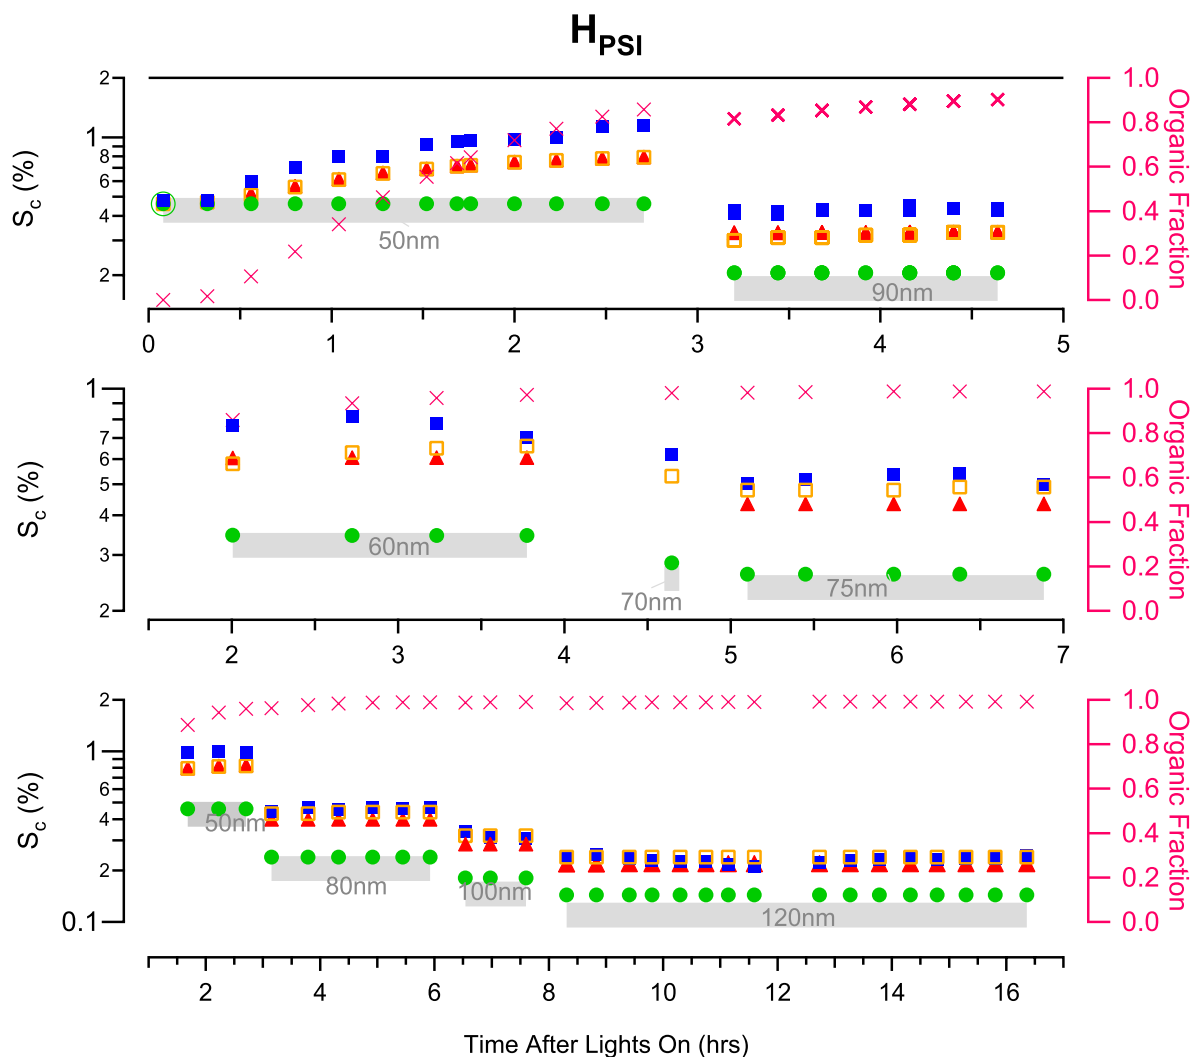 H_PSI
2
1
8
6
4
2
S_c (%)
50nm
90nm
1.0
0.8
0.6
0.4
0.2
0.0
Organic Fraction
0 1 2 3 4 5
1
7
6
5
4
3
2
S_c (%)
60nm
70nm
75nm
1.0
0.8
0.6
0.4
0.2
0.0
Organic Fraction
2 3 4 5 6 7
2
1
6
4
2
0.1
S_c (%)
50nm
80nm
100nm
120nm
1.0
0.8
0.6
0.4
0.2
0.0
Organic Fraction
2 4 6 8 10 12 14 16
Time After Lights On (hrs)